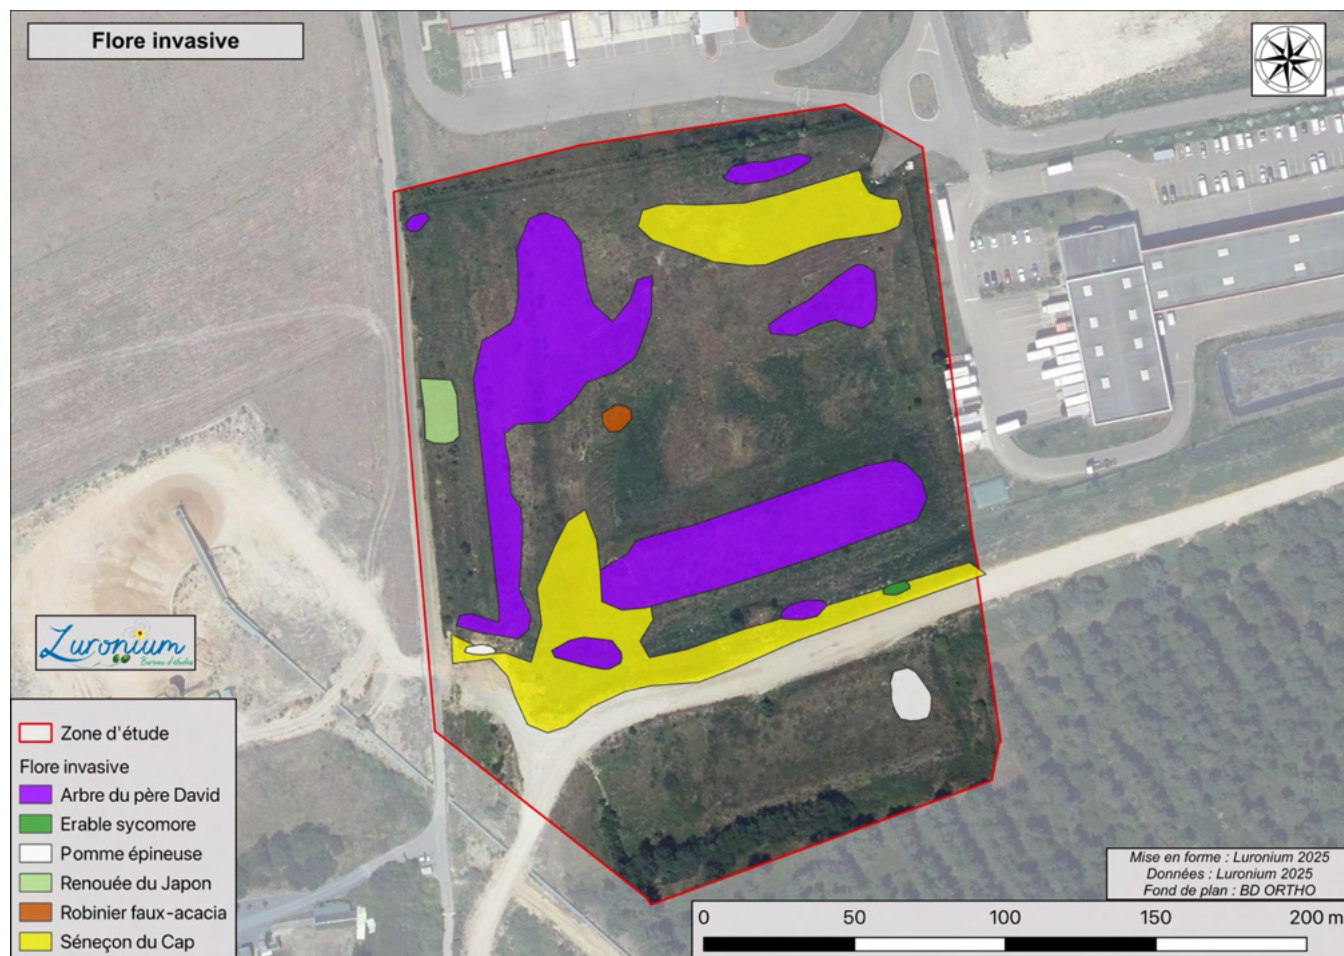 Flore invasive
Luronium
Bureau d'études
Zone d'étude
Flore invasive
Arbre du père David
Erable sycomore
Pomme épineuse
Renouée du Japon
Robinier faux-acacia
Séneçon du Cap
Mise en forme : Luronium 2025
Données : Luronium 2025
Fond de plan : BD ORTHO
0 50 100 150 200 m